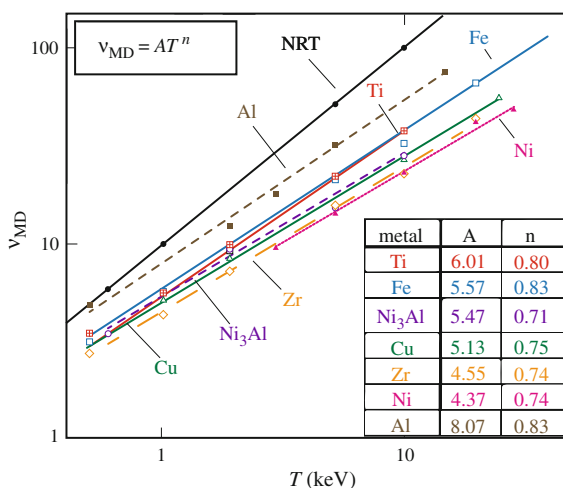 ν_MD = AT^n
NRT
Fe
Ti
Al
Ni
Zr
Ni₃Al
Cu
100
10
1
ν_MD
1
10
T (keV)
metal A n
Ti 6.01 0.80
Fe 5.57 0.83
Ni₃Al 5.47 0.71
Cu 5.13 0.75
Zr 4.55 0.74
Ni 4.37 0.74
Al 8.07 0.83